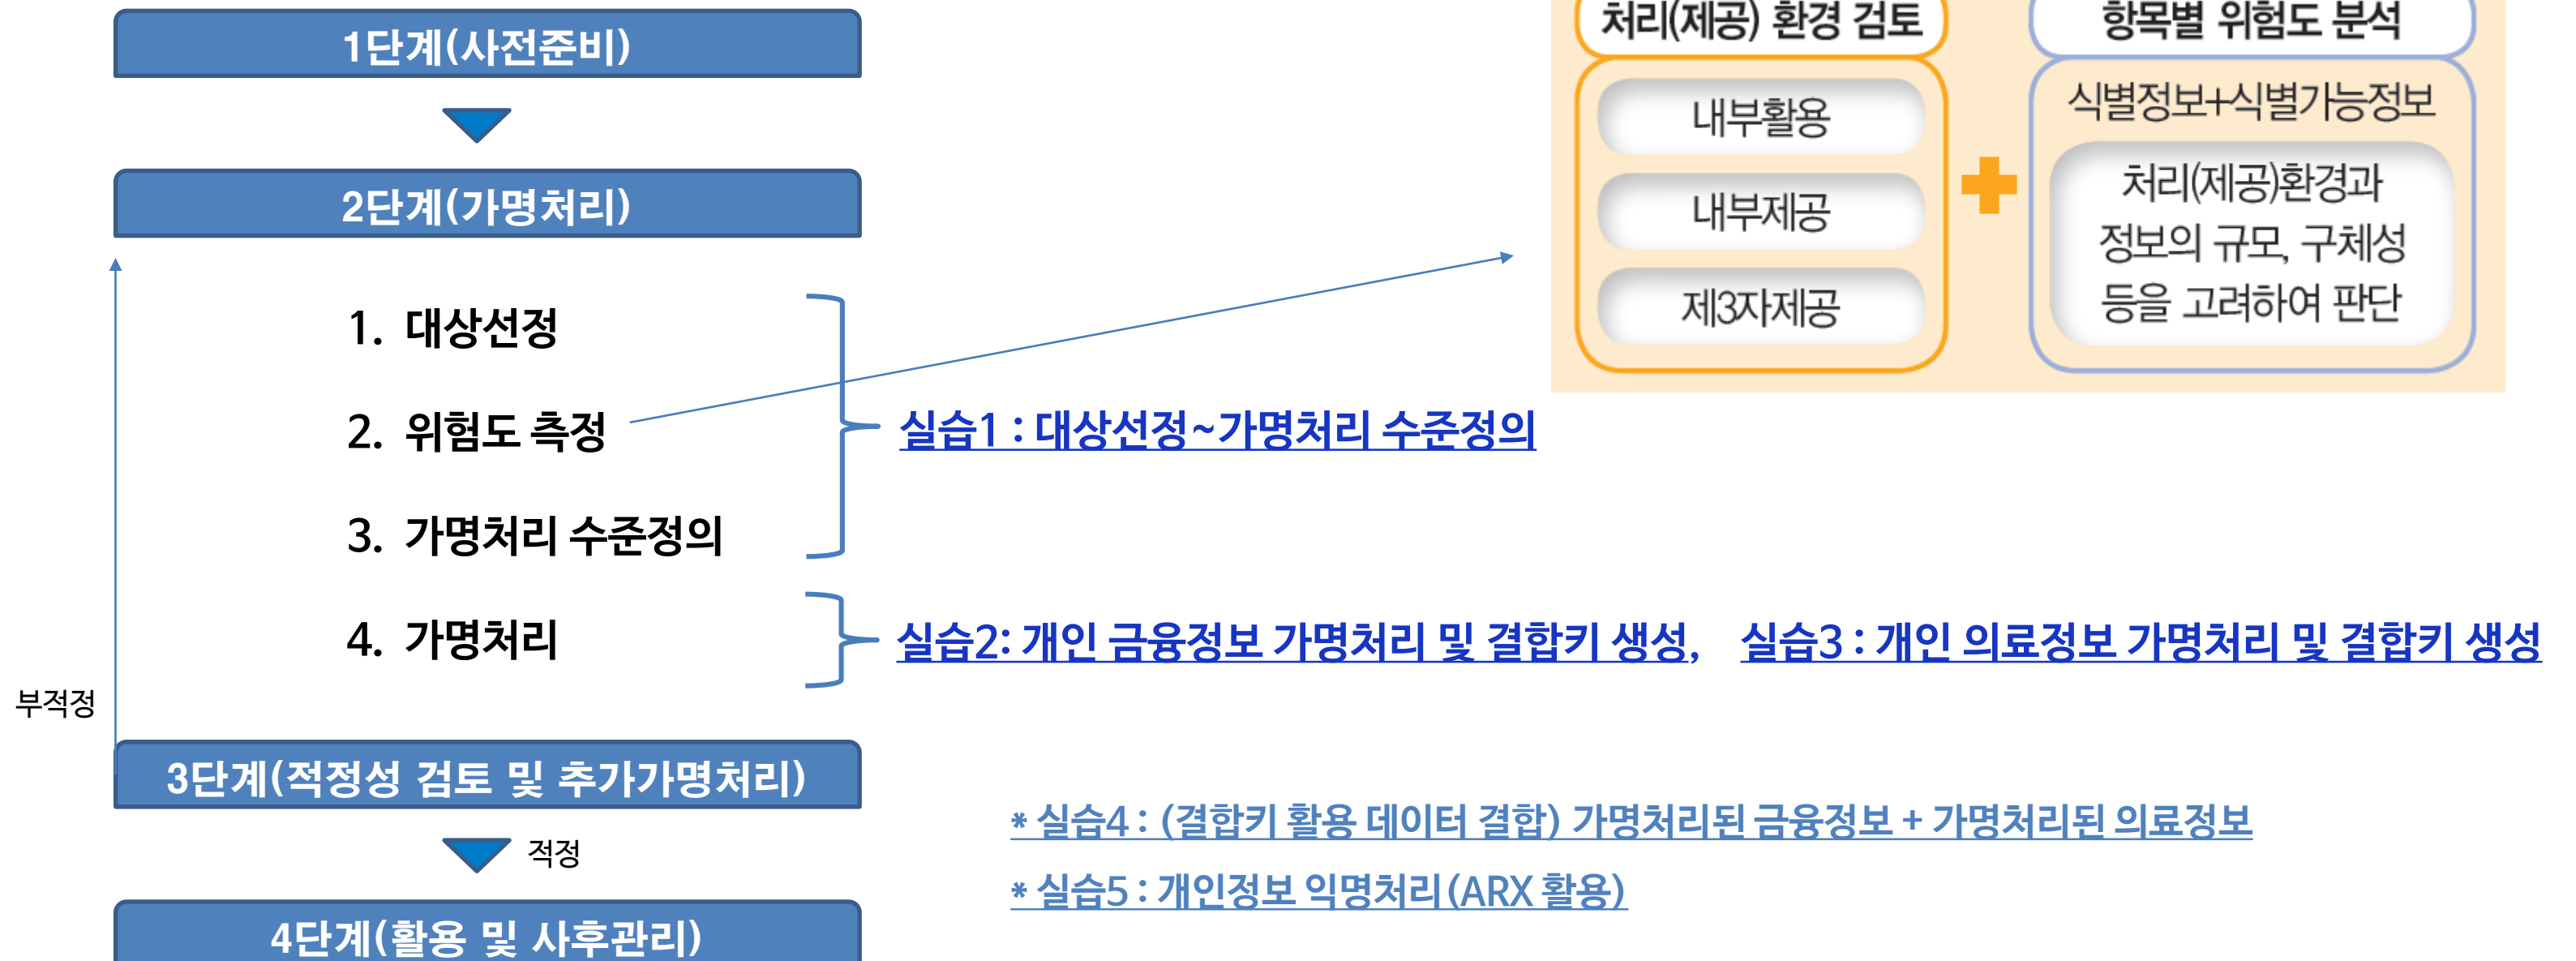 1단계(사전준비)
2단계(가명처리)
1. 대상선정
2. 위험도 측정
3. 가명처리 수준정의
4. 가명처리
부적정
3단계(적정성 검토 및 추가가명처리)
적정
4단계(활용 및 사후관리)
처리(제공) 환경 검토
내부활용
내부제공
제3자제공
항목별 위험도 분석
식별정보+식별가능정보
처리(제공)환경과
정보의 규모, 구체성
등을 고려하여 판단
실습1 : 대상선정~가명처리 수준정의
실습2: 개인 금융정보 가명처리 및 결합키 생성, 실습3 : 개인 의료정보 가명처리 및 결합키 생성
* 실습4 : (결합키 활용 데이터 결합) 가명처리된 금융정보 + 가명처리된 의료정보
* 실습5 : 개인정보 익명처리(ARX 활용)